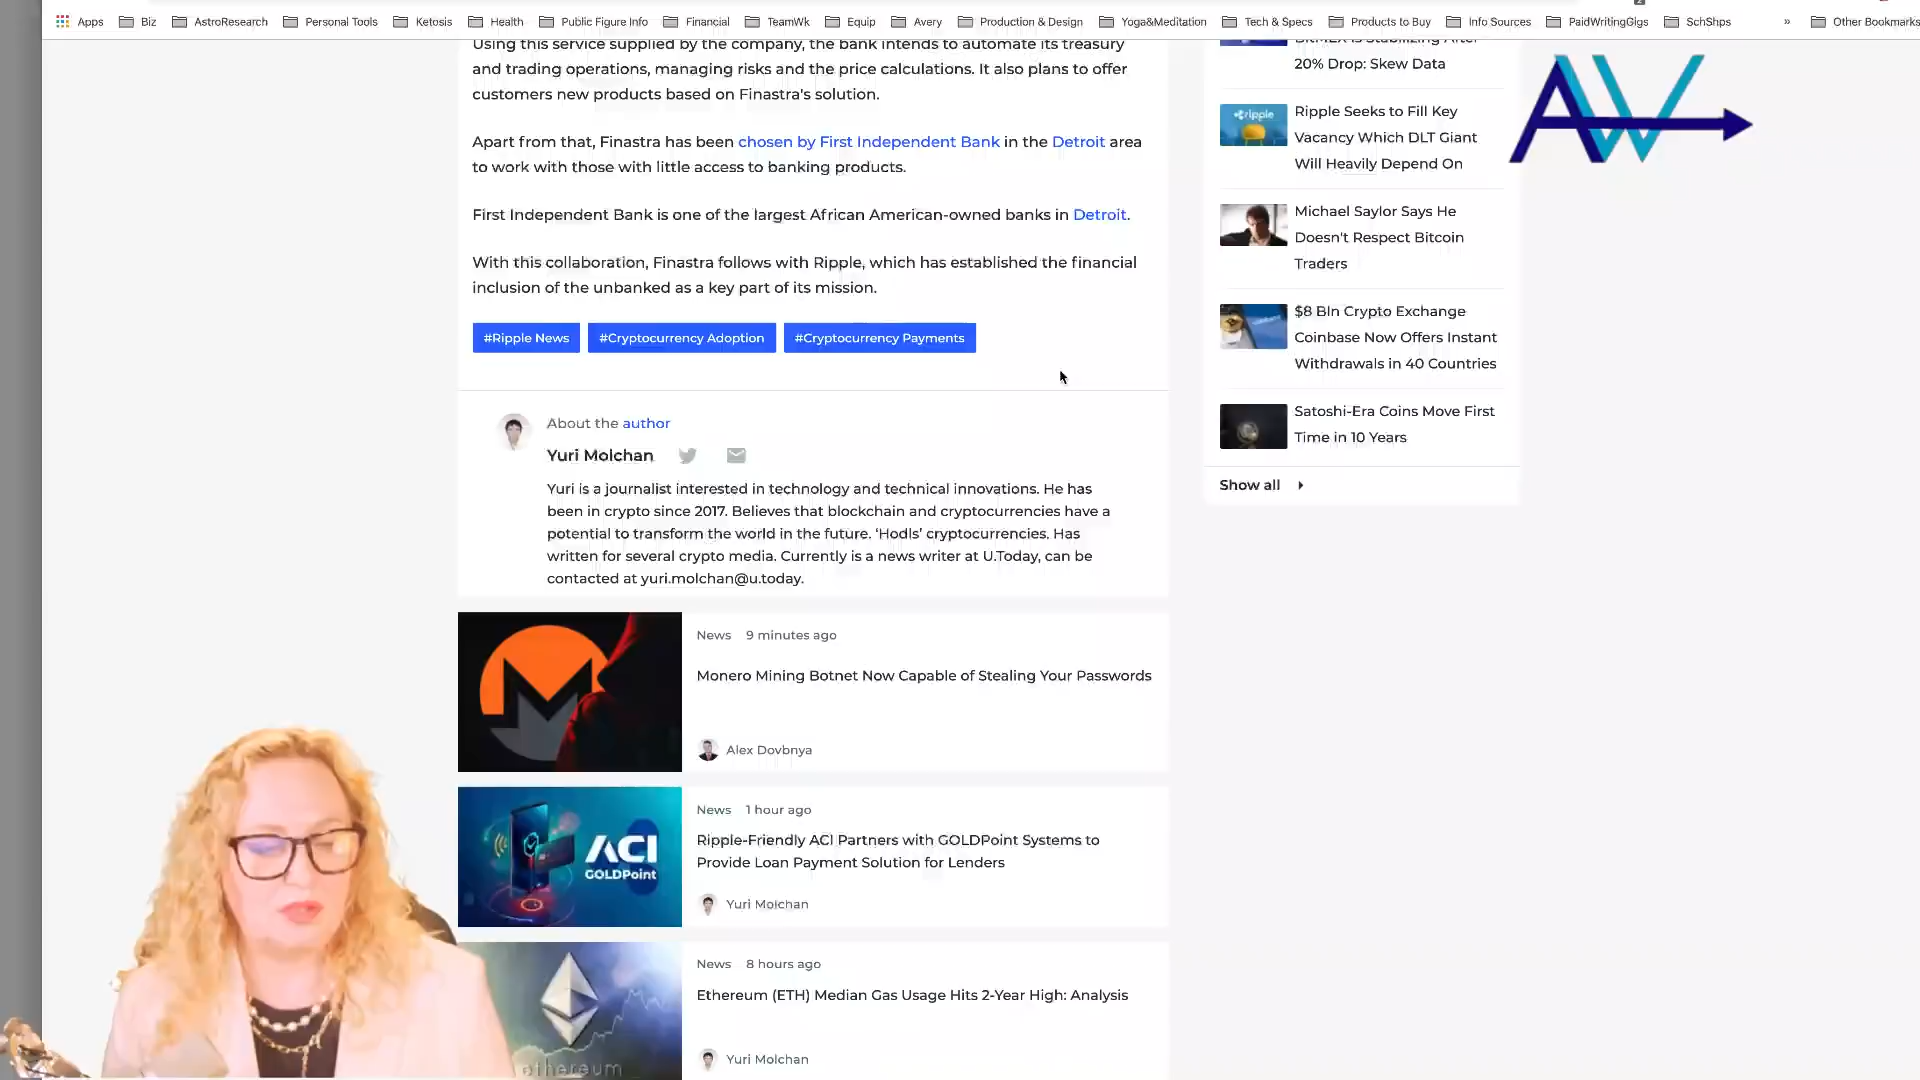 Apps
Biz
AstroResearch
Personal Tools
Ketosis
Health
Public Figure Info
Financial
TeamWk
Equip
Avery
Production & Design
Yoga&Meditation
Tech & Specs
Products to Buy
Info Sources
PaidWritingGigs
SchShps
»
Other Bookmarks
Using this service supplied by the company, the bank intends to automate its treasury
and trading operations, managing risks and the price calculations. It also plans to offer
customers new products based on Finastra's solution.
Apart from that, Finastra has been chosen by First Independent Bank in the Detroit area
to work with those with little access to banking products.
First Independent Bank is one of the largest African American-owned banks in Detroit.
With this collaboration, Finastra follows with Ripple, which has established the financial
inclusion of the unbanked as a key part of its mission.
#Ripple News
#Cryptocurrency Adoption
#Cryptocurrency Payments
About the author
Yuri Molchan
Yuri is a journalist interested in technology and technical innovations. He has
been in crypto since 2017. Believes that blockchain and cryptocurrencies have a
potential to transform the world in the future. ‘Hodls’ cryptocurrencies. Has
written for several crypto media. Currently is a news writer at U.Today, can be
contacted at yuri.molchan@u.today.
News 9 minutes ago
Monero Mining Botnet Now Capable of Stealing Your Passwords
Alex Dovbnya
ACI
GOLDPoint
News 1 hour ago
Ripple-Friendly ACI Partners with GOLDPoint Systems to
Provide Loan Payment Solution for Lenders
Yuri Molchan
ethereum
News 8 hours ago
Ethereum (ETH) Median Gas Usage Hits 2-Year High: Analysis
Yuri Molchan
BitMEX is Stabilizing After
20% Drop: Skew Data
ripple
Ripple Seeks to Fill Key
Vacancy Which DLT Giant
Will Heavily Depend On
Michael Saylor Says He
Doesn't Respect Bitcoin
Traders
$8 Bln Crypto Exchange
Coinbase Now Offers Instant
Withdrawals in 40 Countries
Satoshi-Era Coins Move First
Time in 10 Years
Show all
AW